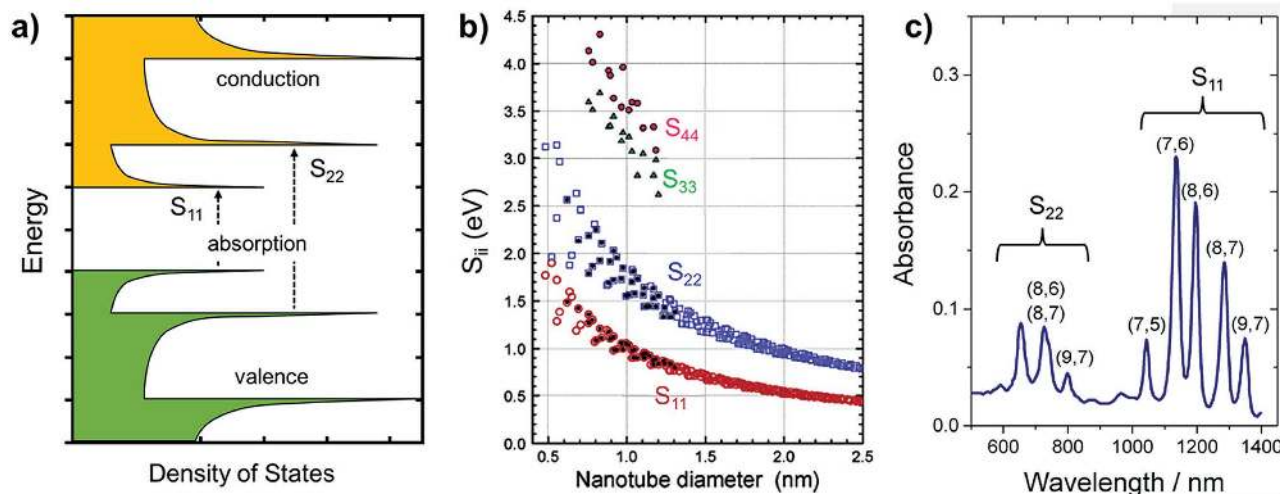 a)
conduction
S22
S11
absorption
valence
Energy
Density of States
b)
4.5
4.0
3.5
3.0
2.5
2.0
1.5
1.0
0.5
0.0
Sii (eV)
S44
S33
S22
S11
0.5 1.0 1.5 2.0 2.5
Nanotube diameter (nm)
c)
0.3
0.2
0.1
0.0
Absorbance
S11
(7,6)
(8,6)
S22
(8,7)
(8,6)
(8,7)
(7,5)
(9,7)
(9,7)
600 800 1000 1200 1400
Wavelength / nm